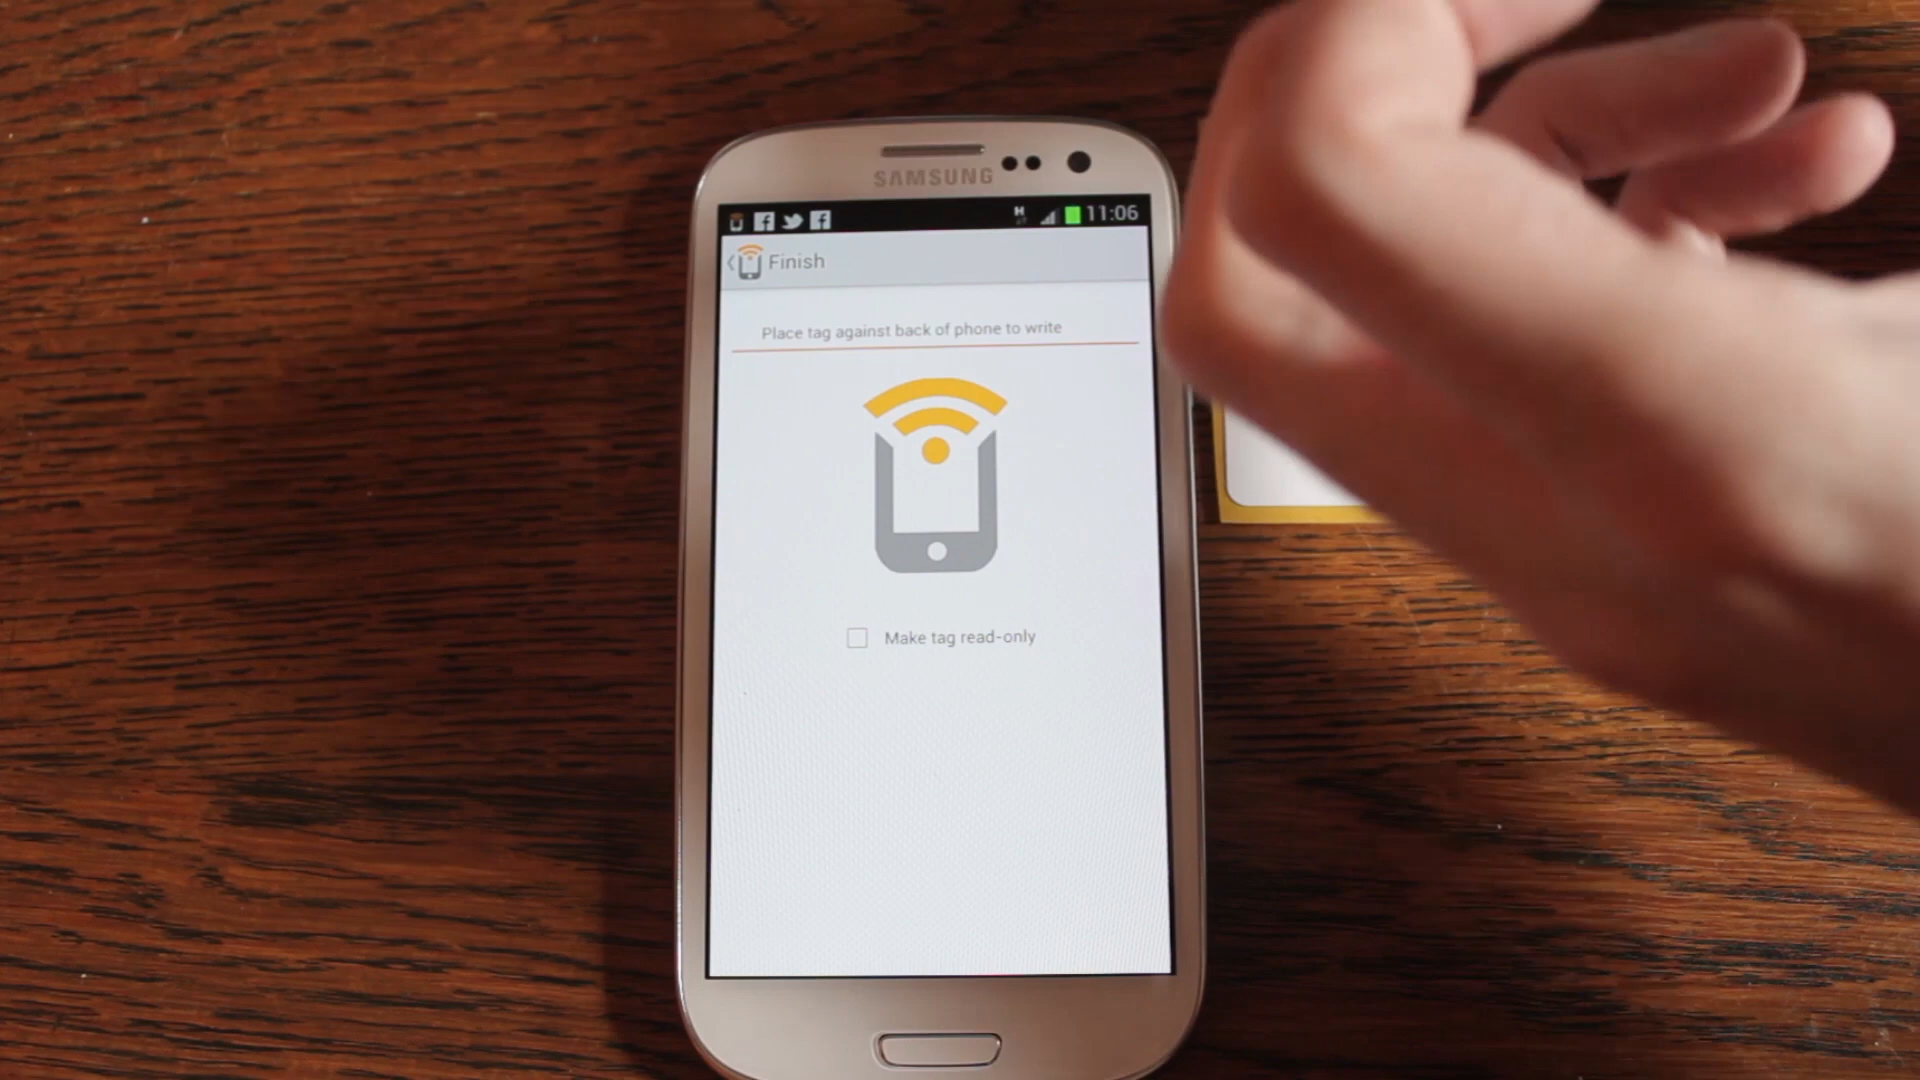 SAMSUNG
H 11:06
Finish
Place tag against back of phone to write
Make tag read-only